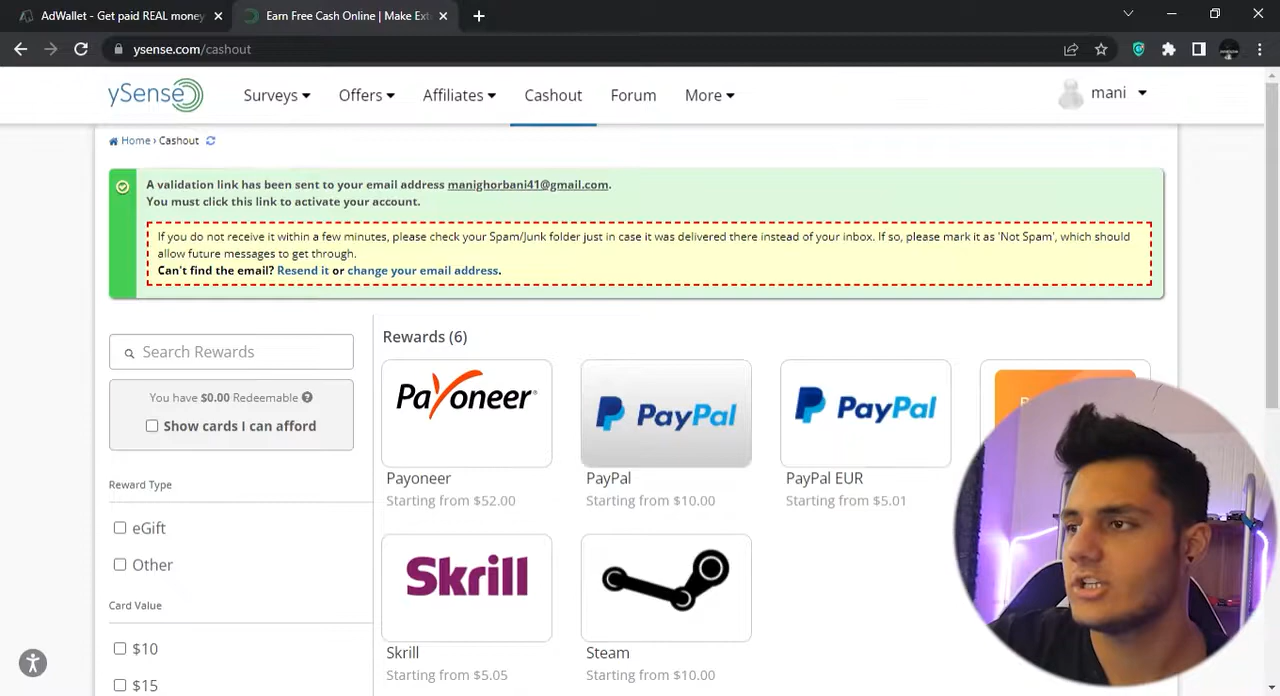 AdWallet - Get paid REAL money
Earn Free Cash Online | Make Ext
ysense.com/cashout
ySense
Surveys
Offers
Affiliates
Cashout
Forum
More
mani
Home › Cashout
A validation link has been sent to your email address manighorbani41@gmail.com.
You must click this link to activate your account.
If you do not receive it within a few minutes, please check your Spam/Junk folder just in case it was delivered there instead of your inbox. If so, please mark it as 'Not Spam', which should
allow future messages to get through.
Can't find the email? Resend it or change your email address.
Search Rewards
You have $0.00 Redeemable
Show cards I can afford
Reward Type
eGift
Other
Card Value
$10
$15
Rewards (6)
Payoneer
Payoneer
Starting from $52.00
PayPal
PayPal
Starting from $10.00
PayPal
PayPal EUR
Starting from $5.01
Skrill
Skrill
Starting from $5.05
Steam
Starting from $10.00